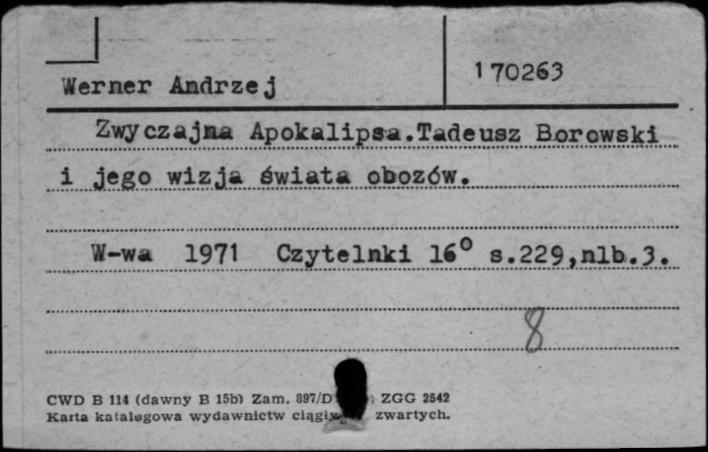 Werner Andrzej
170263
Zwyczajna Apokalipsa.Tadeusz Borowski
i jego wizja świata obozów.
W-wa 1971 Czytelnki 16° s.229,nlb.3.
8
CWD B 114 (dawny B 15b) Zam. 897/D ZGG 2542
Karta katalogowa wydawnictw zwartych.